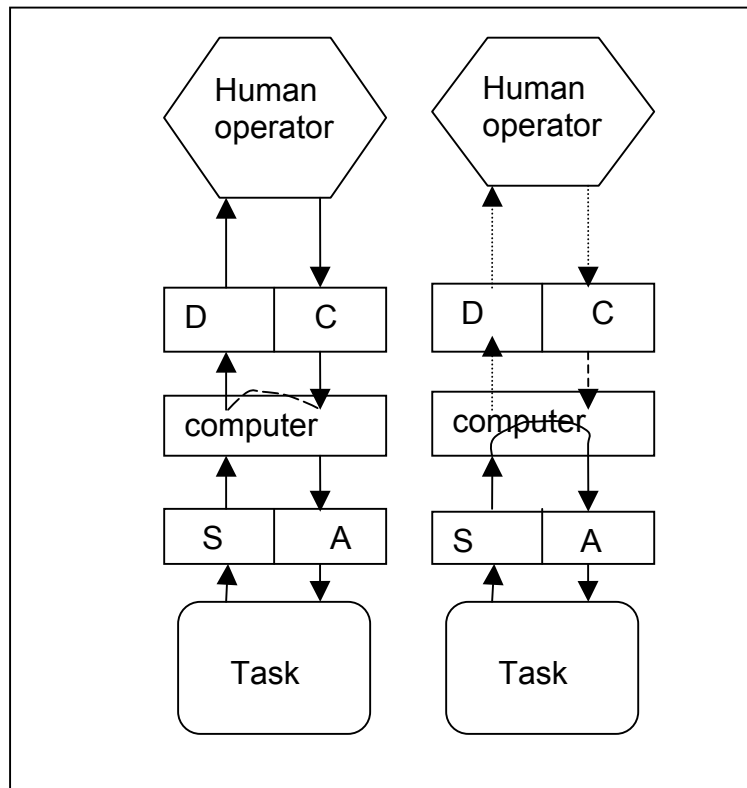 Human
operator
D C
computer
S A
Task
Human
operator
D C
computer
S A
Task